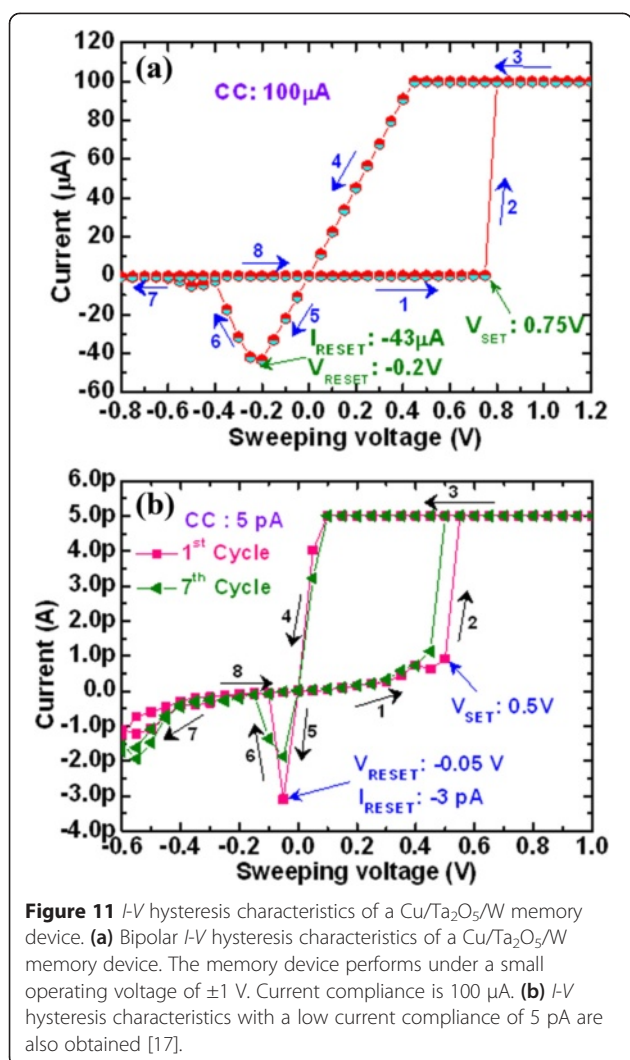 (a)
CC: 100µA
120
100
80
60
40
20
0
-20
-40
-60
Current (µA)
1
2
3
4
5
6
7
8
V_SET: 0.75V
I_RESET: -43µA
V_RESET: -0.2V
-0.8 -0.6 -0.4 -0.2 0.0 0.2 0.4 0.6 0.8 1.0 1.2
Sweeping voltage (V)
(b)
CC : 5 pA
1st Cycle
7th Cycle
6.0p
5.0p
4.0p
3.0p
2.0p
1.0p
0.0
-1.0p
-2.0p
-3.0p
-4.0p
Current (A)
1
2
3
4
5
6
7
8
V_SET: 0.5V
V_RESET: -0.05 V
I_RESET: -3 pA
-0.6 -0.4 -0.2 0.0 0.2 0.4 0.6 0.8 1.0
Sweeping voltage (V)
Figure 11 I-V hysteresis characteristics of a Cu/Ta₂O₅/W memory
device. (a) Bipolar I-V hysteresis characteristics of a Cu/Ta₂O₅/W
memory device. The memory device performs under a small
operating voltage of ±1 V. Current compliance is 100 µA. (b) I-V
hysteresis characteristics with a low current compliance of 5 pA are
also obtained [17].